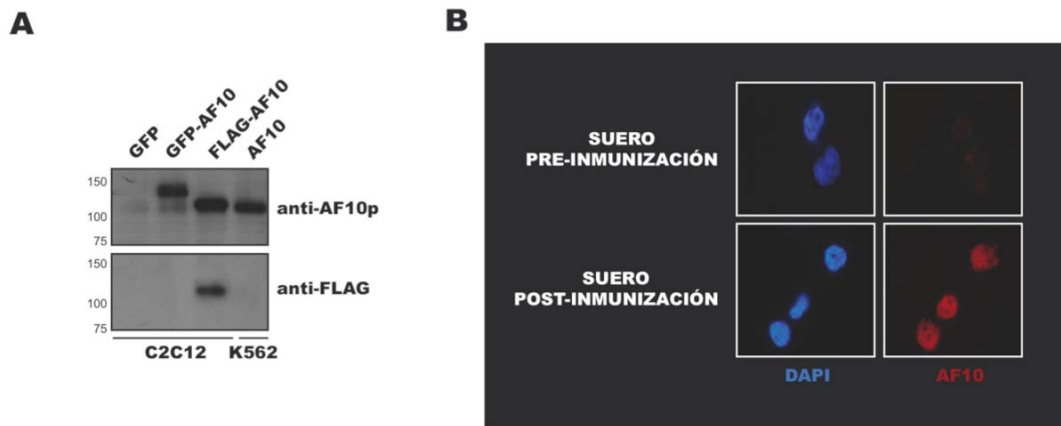 A
GFP
GFP-AF10
FLAG-AF10
AF10
150
100
75
anti-AF10p
150
100
75
anti-FLAG
C2C12 K562
B
SUERO
PRE-INMUNIZACIÓN
SUERO
POST-INMUNIZACIÓN
DAPI AF10